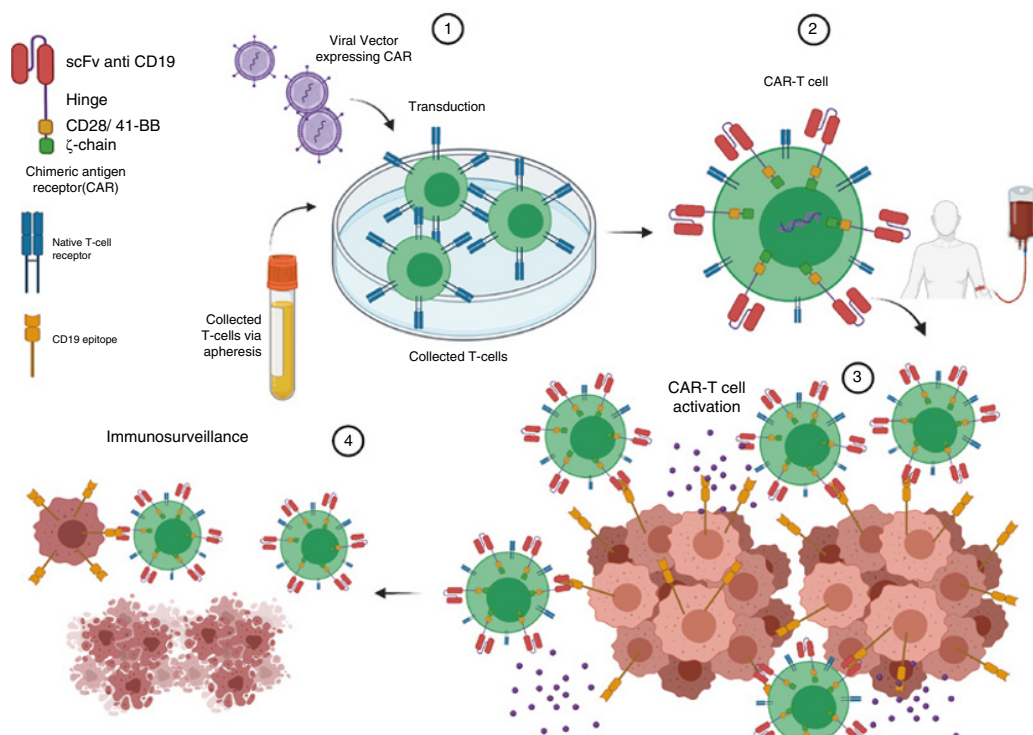 scFv anti CD19
Hinge
CD28/ 41-BB
ζ-chain
Chimeric antigen
receptor(CAR)
Native T-cell
receptor
CD19 epitope
1
Viral Vector
expressing CAR
Transduction
Collected
T-cells via
apheresis
Collected T-cells
2
CAR-T cell
3
CAR-T cell
activation
4
Immunosurveillance